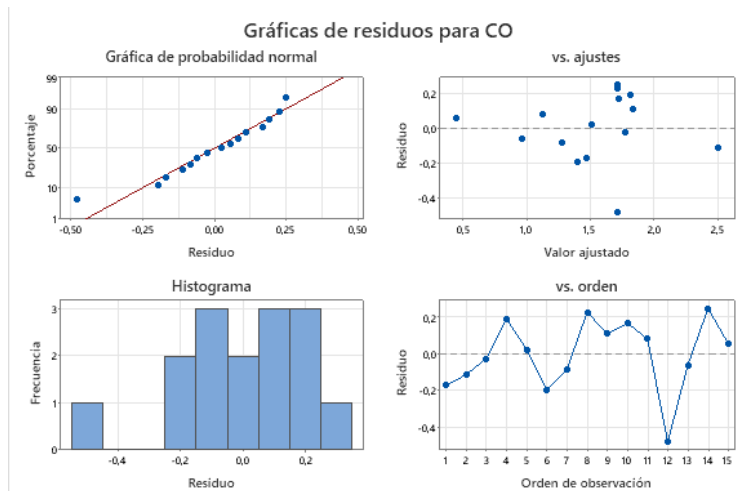 Gráficas de residuos para CO
Gráfica de probabilidad normal
Porcentaje
99
90
50
10
1
-0,50 -0,25 0,00 0,25 0,50
Residuo
vs. ajustes
Residuo
0,2
0,0
-0,2
-0,4
0,5 1,0 1,5 2,0 2,5
Valor ajustado
Histograma
Frecuencia
3
2
1
0
-0,4 -0,2 0,0 0,2
Residuo
vs. orden
Residuo
0,2
0,0
-0,2
-0,4
1 2 3 4 5 6 7 8 9 10 11 12 13 14 15
Orden de observación